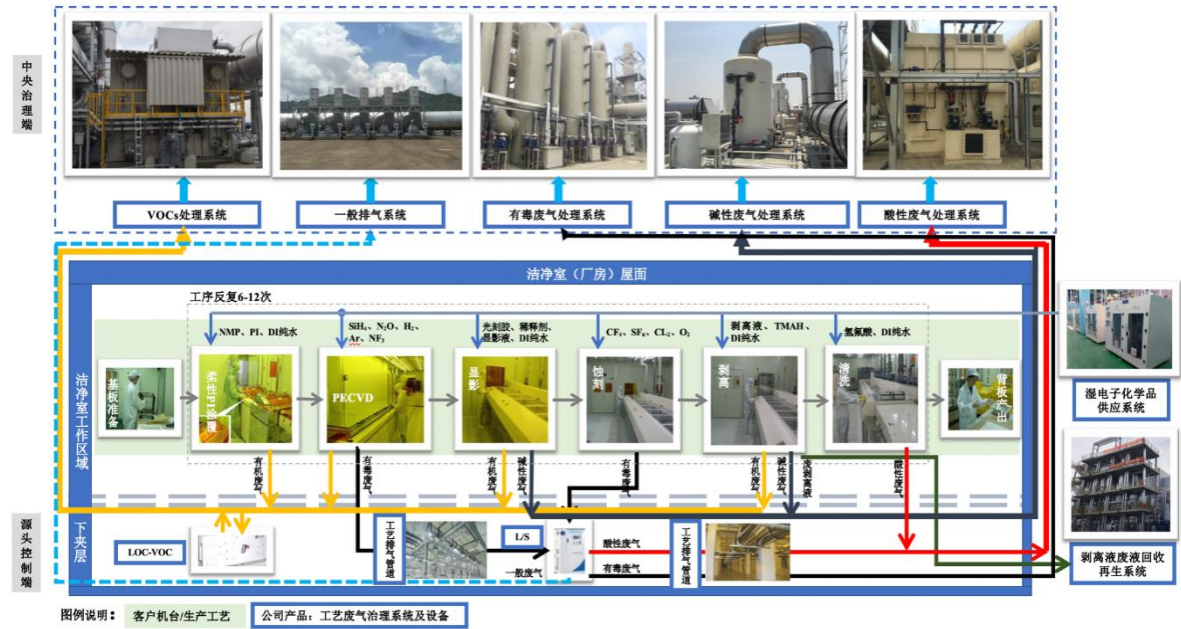 中央治理端
VOCs处理系统
一般排气系统
有毒废气处理系统
碱性废气处理系统
酸性废气处理系统
洁净室（厂房）屋面
工序反复6-12次
NMP、PI、DI纯水
SiH₄、N₂O、H₂、
Ar、NF₃
光刻胶、稀释剂、
显影液、DI纯水
CF₄、SF₆、CL₂、O₂
剥离液、TMAH、
DI纯水
氢氟酸、DI纯水
洁净室工作区域
基板准备
柔性PI涂覆
PECVD
显影
蚀刻
剥离
清洗
背板产出
湿电子化学品
供应系统
有机废气
有毒废气
有机废气
碱性废气
有毒废气
有机废气
碱性废气
废剥离液
酸性废气
源头控制端
下夹层
LOC-VOC
工艺排气管道
L/S
一般废气
酸性废气
有毒废气
工艺排气管道
剥离液废液回收
再生系统
图例说明：
客户机台/生产工艺
公司产品：工艺废气治理系统及设备